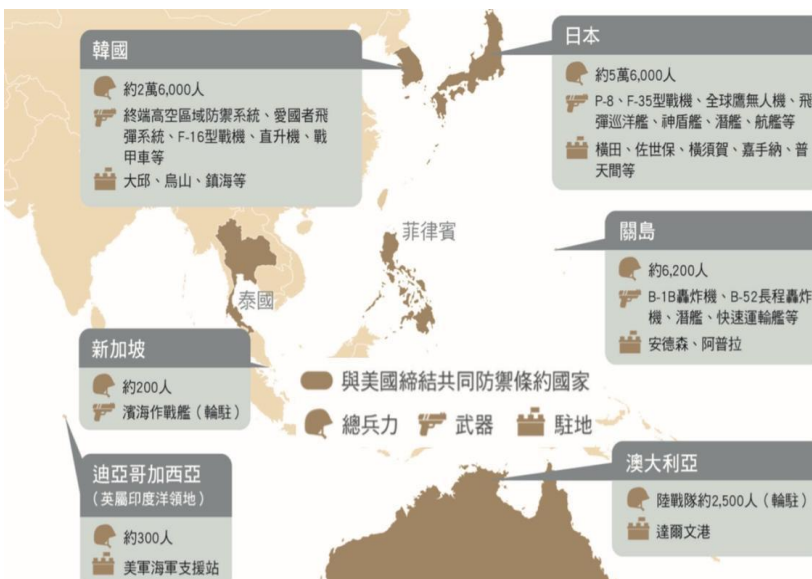 韓國
約2萬6,000人
終端高空區域防禦系統、愛國者飛
彈系統、F-16型戰機、直升機、戰
甲車等
大邱、烏山、鎮海等
日本
約5萬6,000人
P-8、F-35型戰機、全球鷹無人機、飛
彈巡洋艦、神盾艦、潛艦、航艦等
橫田、佐世保、橫須賀、嘉手納、普
天間等
菲律賓
關島
約6,200人
B-1B轟炸機、B-52長程轟炸
機、潛艦、快速運輸艦等
安德森、阿普拉
泰國
新加坡
約200人
濱海作戰艦（輪駐）
與美國締結共同防禦條約國家
總兵力
武器
駐地
迪亞哥加西亞
（英屬印度洋領地）
約300人
美軍海軍支援站
澳大利亞
陸戰隊約2,500人（輪駐）
達爾文港